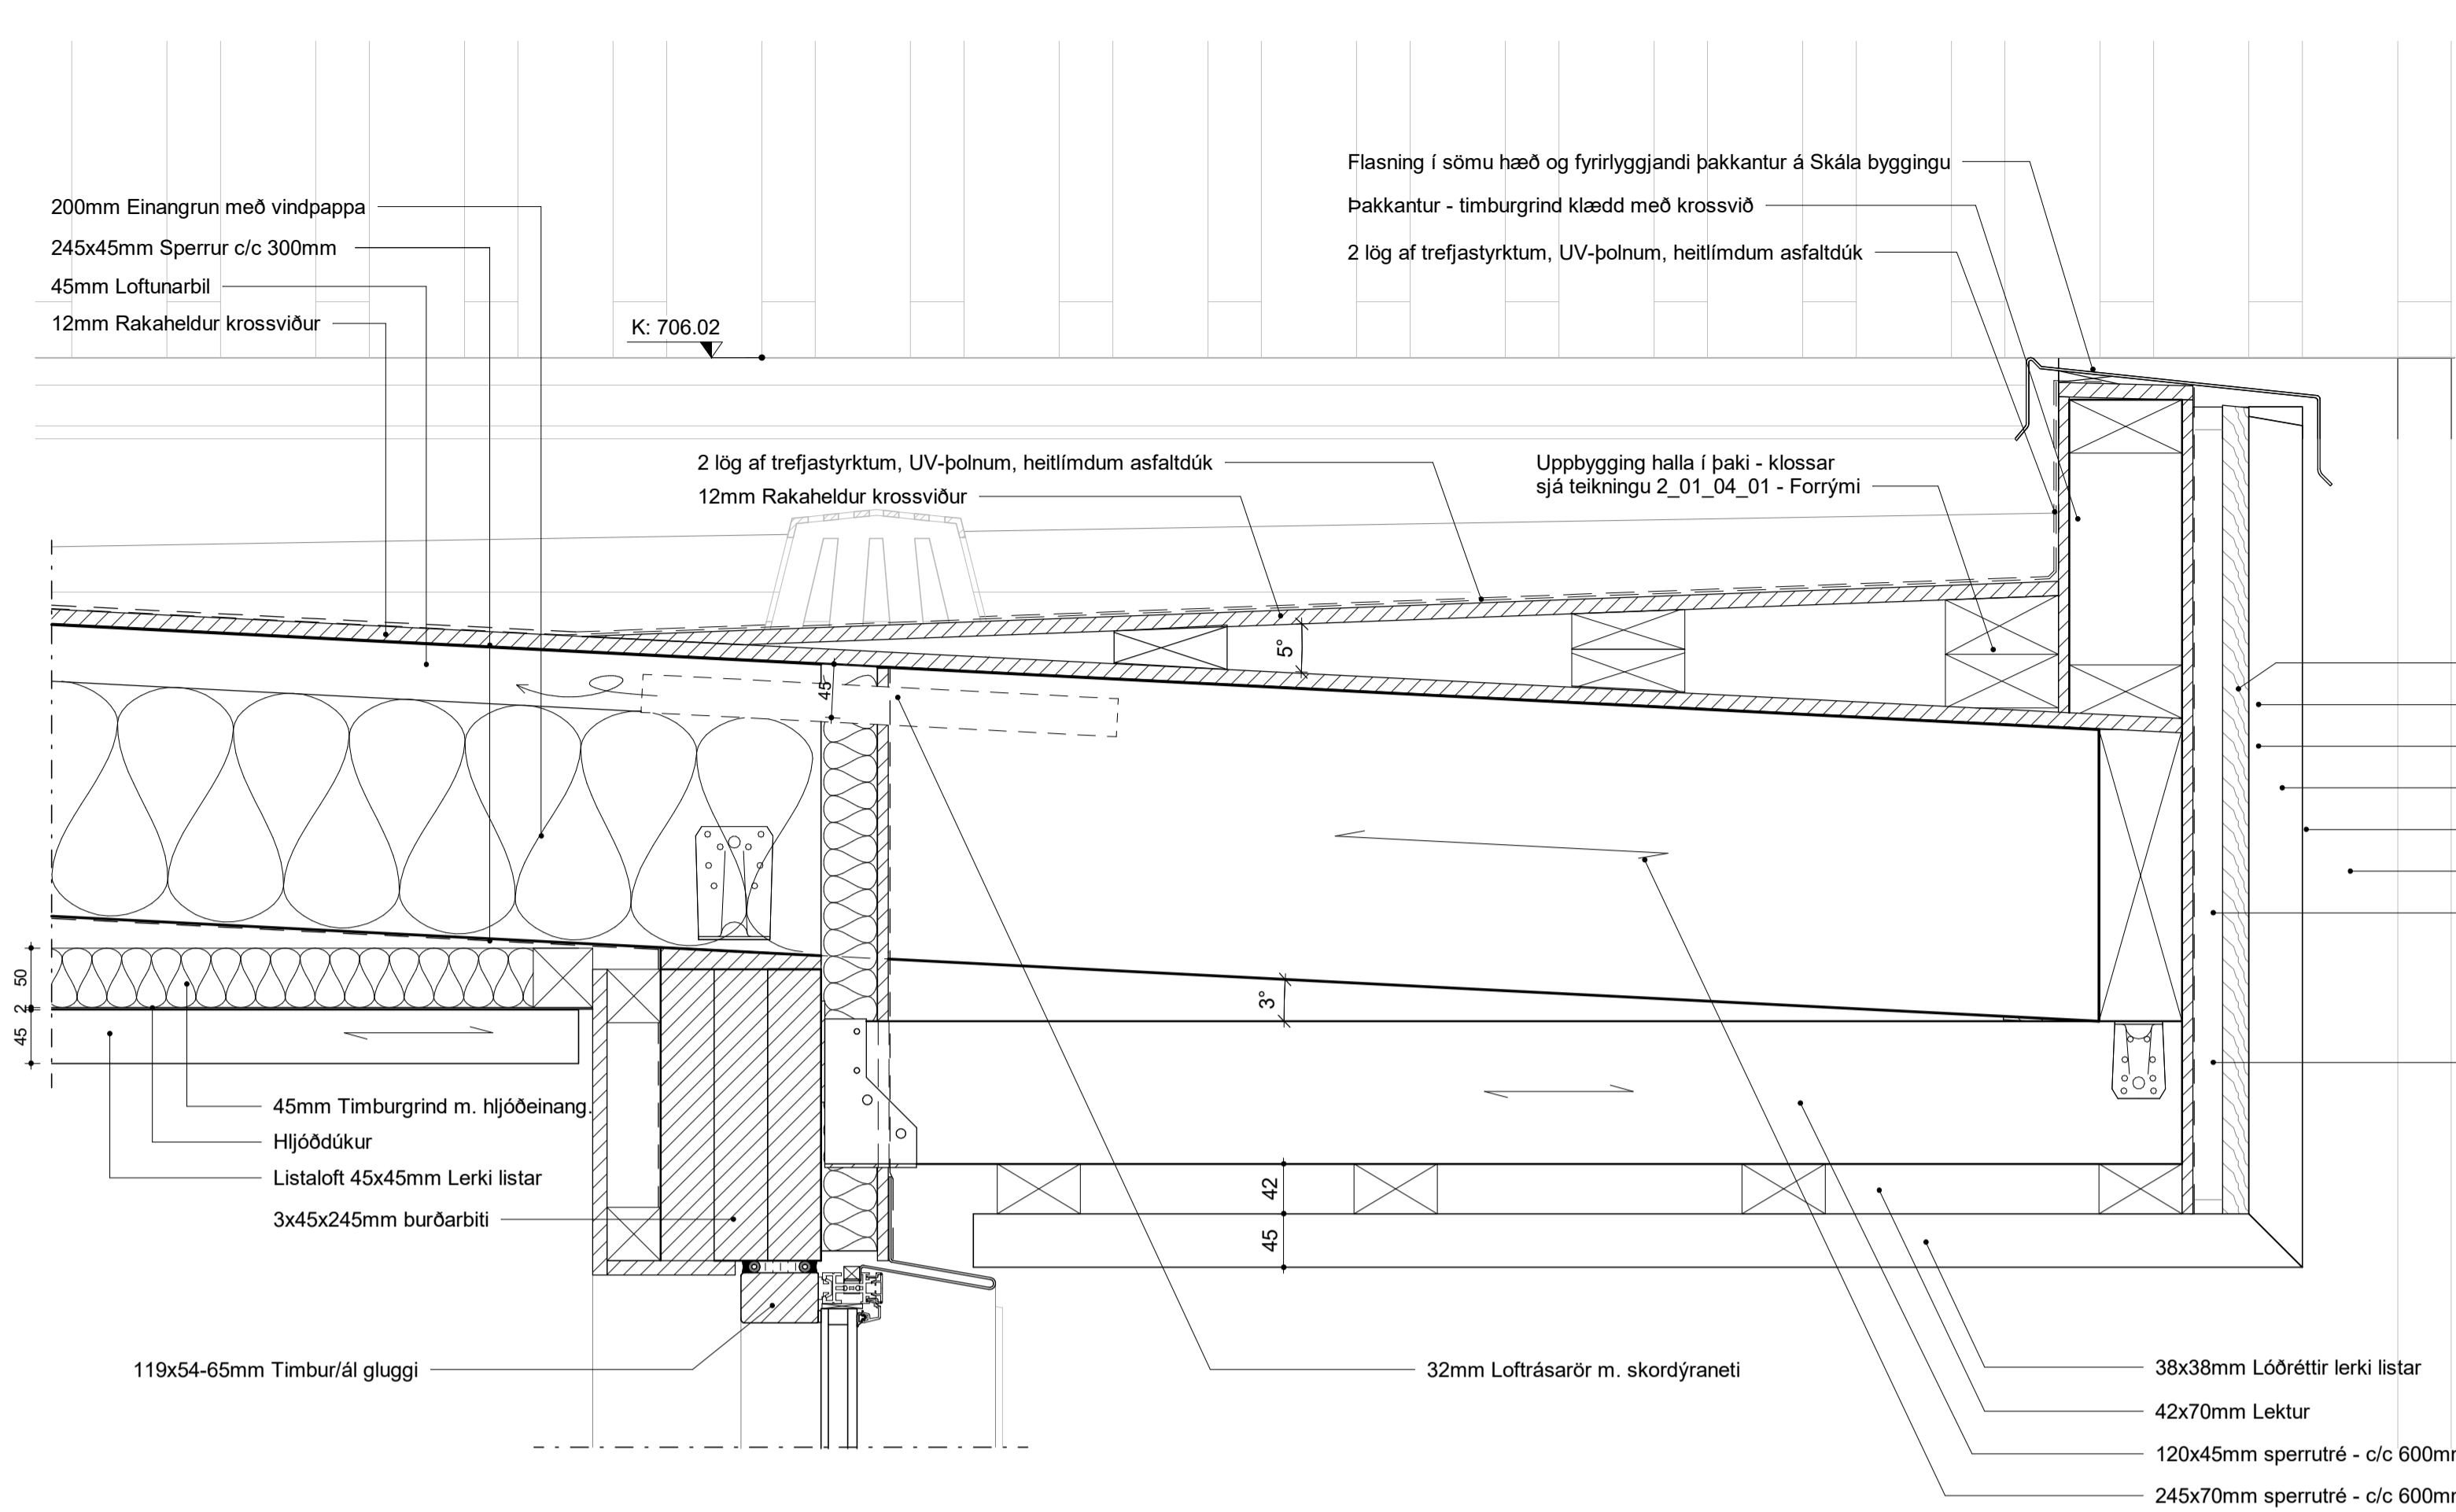 Flasning í sömu hæð og fyrirlyggjandi þakkantur á Skála byggingu
Þakkantur - timburgrind klædd með krossvið
2 lög af trefjastyrktum, UV-þolnum, heitlímdum asfaltdúk
200mm Einangrun með vindpappa
245x45mm Sperrur c/c 300mm
45mm Loftunarbil
12mm Rakaheldur krossviður
K: 706.02
2 lög af trefjastyrktum, UV-þolnum, heitlímdum asfaltdúk
12mm Rakaheldur krossviður
Uppbygging halla í þaki - klossar
sjá teikningu 2_01_04_01 - Forrými
5°
45
3°
50
2
45
45mm Timburgrind m. hljóðeinang.
Hljóðdúkur
Listaloft 45x45mm Lerki listar
3x45x245mm burðarbiti
42
45
119x54-65mm Timbur/ál gluggi
32mm Loftrásarör m. skordýraneti
38x38mm Lóðréttir lerki listar
42x70mm Lektur
120x45mm sperrutré - c/c 600m
245x70mm sperrutré - c/c 600m